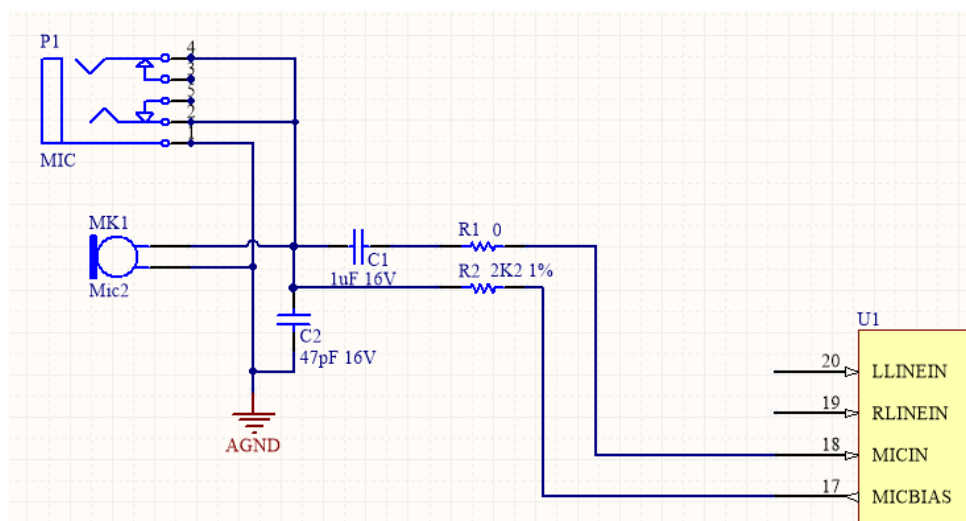 P1
4
3
5
2
1
MIC
MK1
Mic2
C1
1uF 16V
R1 0
R2 2K2 1%
C2
47pF 16V
AGND
U1
20 LLINEIN
19 RLINEIN
18 MICIN
17 MICBIAS